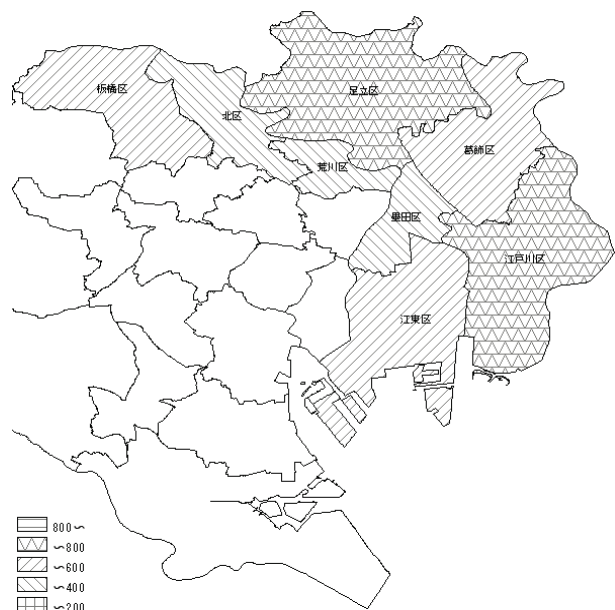 板橋区
北区
足立区
荒川区
葛飾区
墨田区
江戸川区
江東区
800～
～800
～600
～400
～200